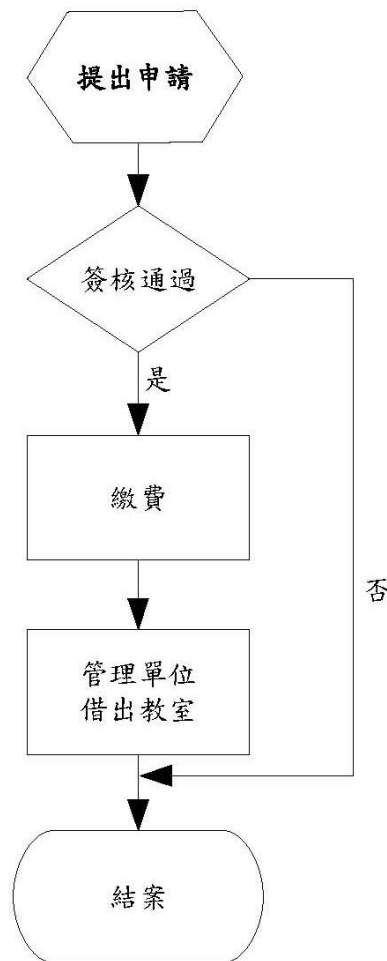 提出申請
簽核通過
是
繳費
否
管理單位
借出教室
結案